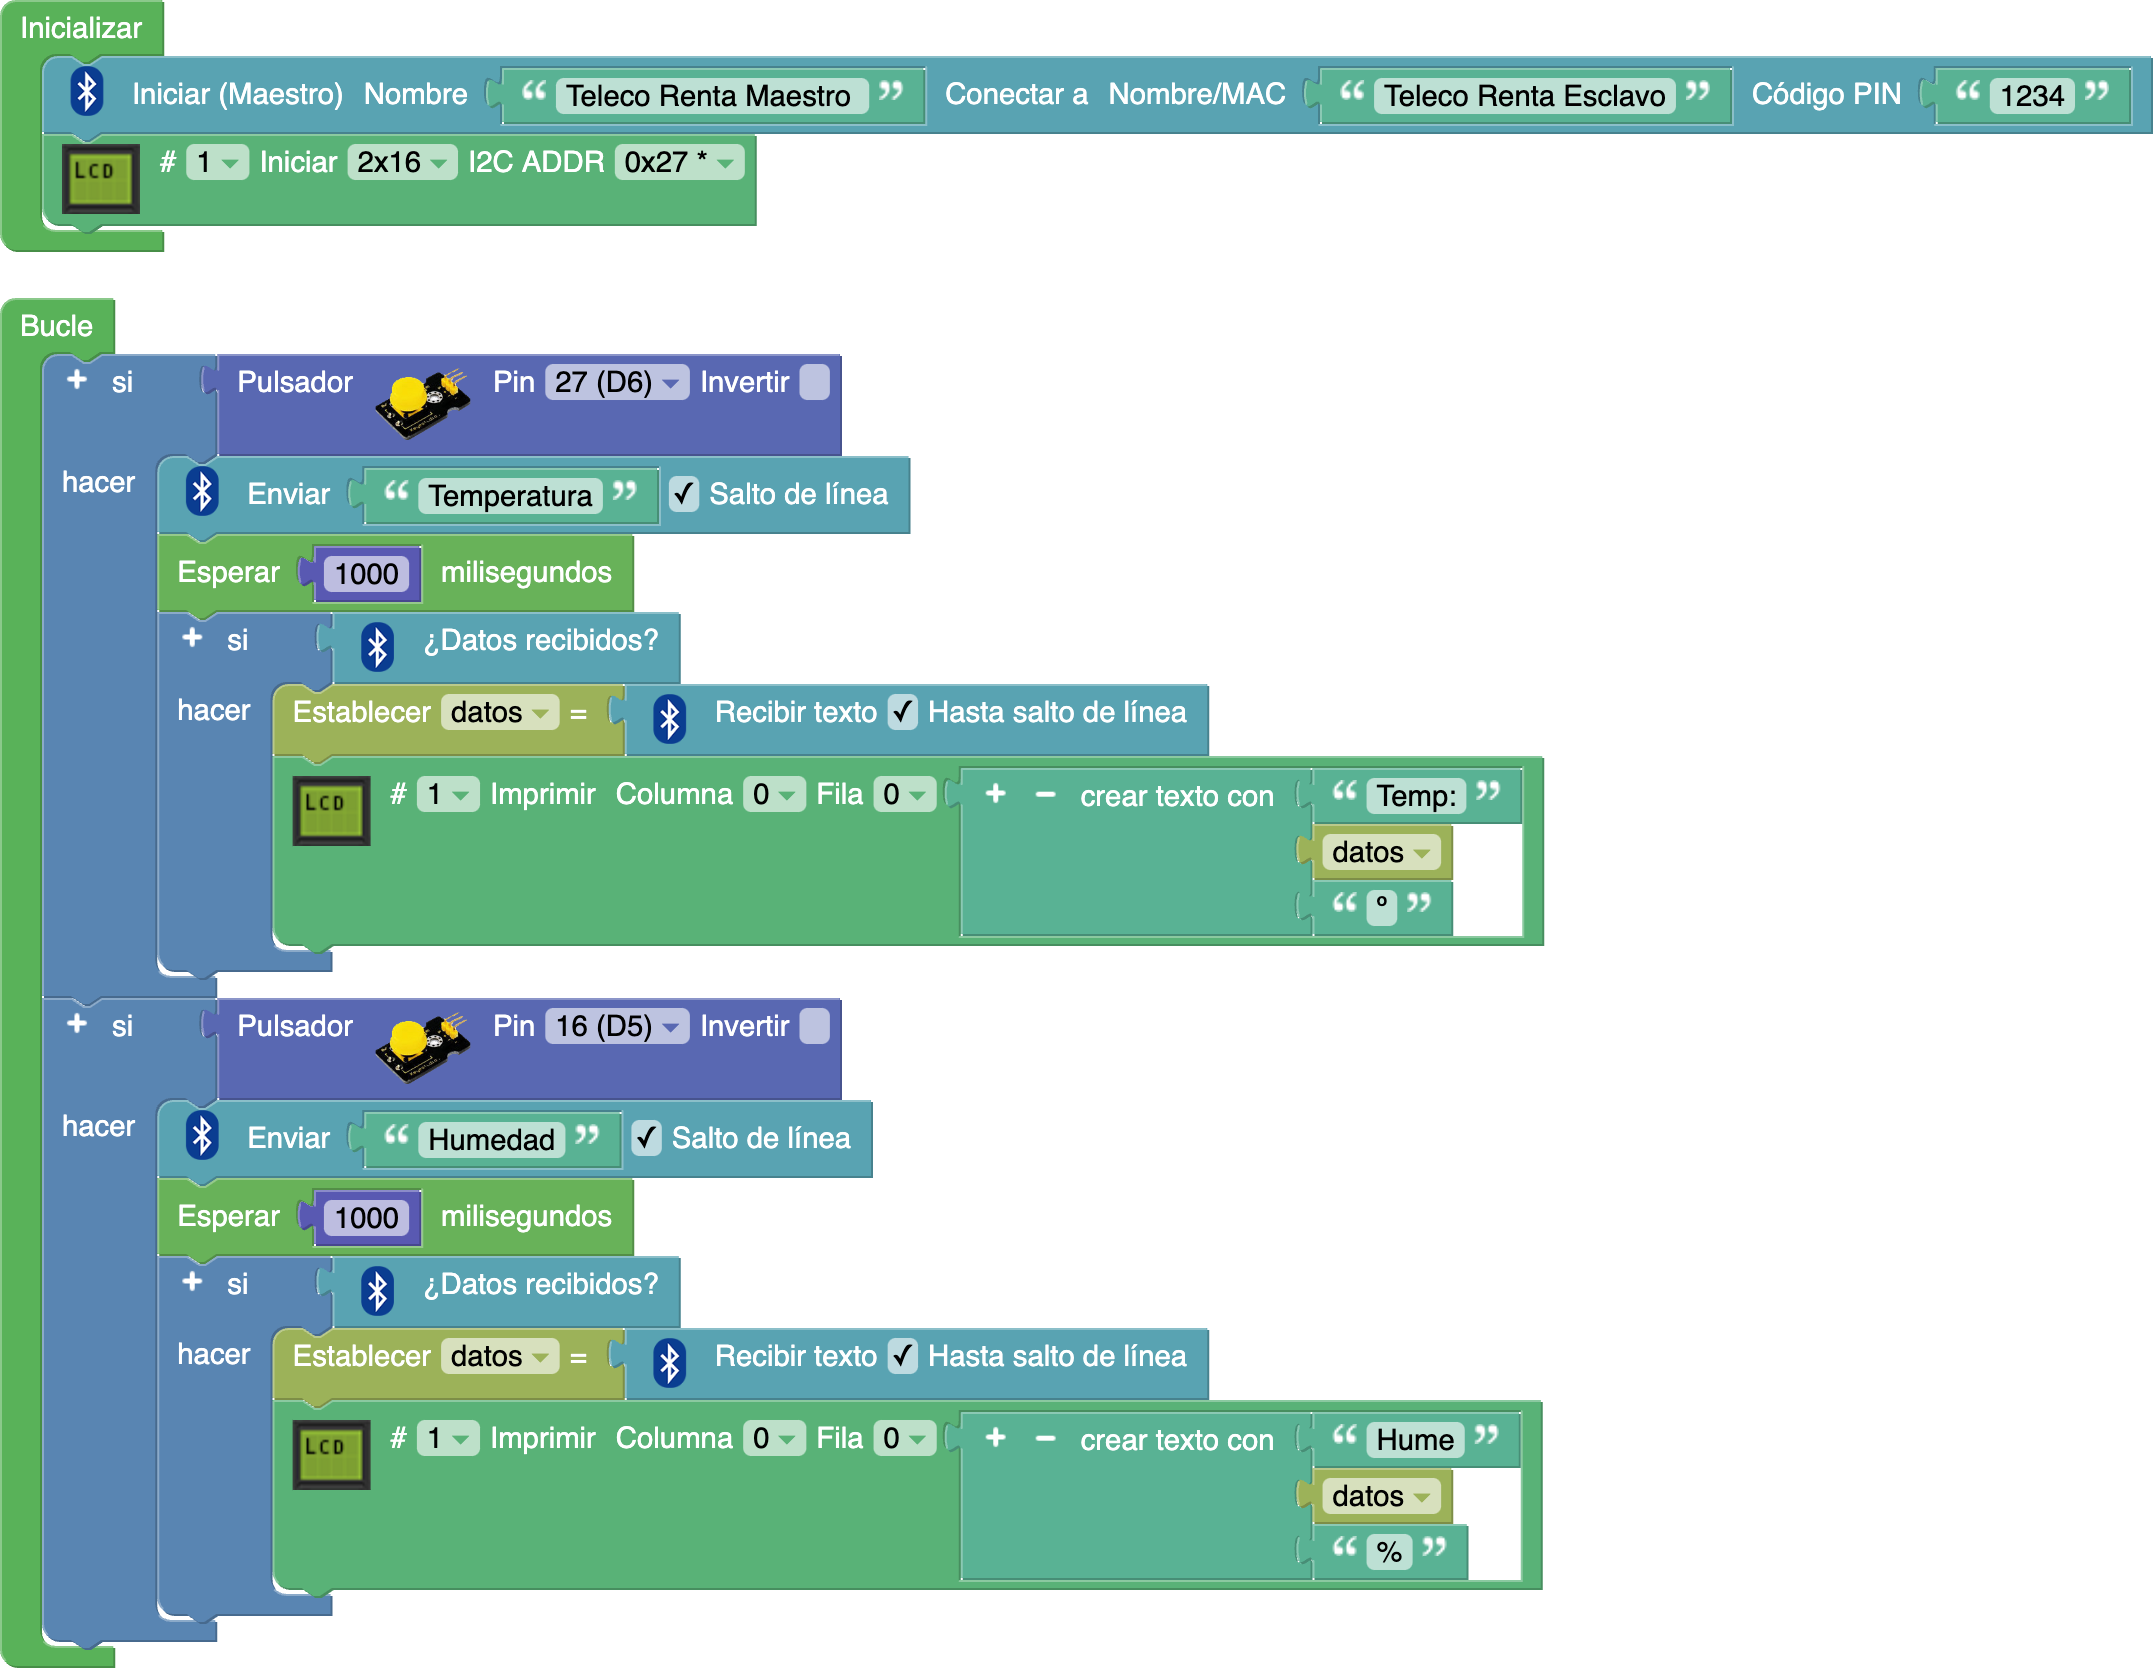 Inicializar
Iniciar (Maestro) Nombre “ Teleco Renta Maestro ” Conectar a Nombre/MAC “ Teleco Renta Esclavo ” Código PIN “ 1234 ”
LCD # 1 Iniciar 2x16 I2C ADDR 0x27 *
Bucle
+ si Pulsador Pin 27 (D6) Invertir
hacer Enviar “ Temperatura ” ✓ Salto de línea
Esperar 1000 milisegundos
+ si ¿Datos recibidos?
hacer Establecer datos = Recibir texto ✓ Hasta salto de línea
LCD # 1 Imprimir Columna 0 Fila 0 + − crear texto con “ Temp: ”
datos
“ º ”
+ si Pulsador Pin 16 (D5) Invertir
hacer Enviar “ Humedad ” ✓ Salto de línea
Esperar 1000 milisegundos
+ si ¿Datos recibidos?
hacer Establecer datos = Recibir texto ✓ Hasta salto de línea
LCD # 1 Imprimir Columna 0 Fila 0 + − crear texto con “ Hume ”
datos
“ % ”